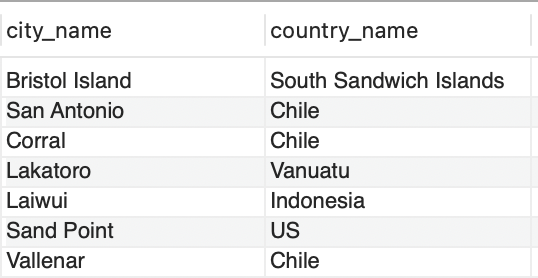 city_name country_name
Bristol Island South Sandwich Islands
San Antonio Chile
Corral Chile
Lakatoro Vanuatu
Laiwui Indonesia
Sand Point US
Vallenar Chile